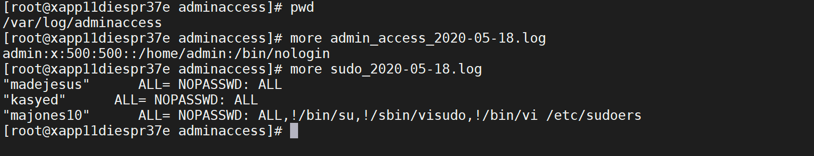 [root@xapp11diespr37e adminaccess]# pwd
/var/log/adminaccess
[root@xapp11diespr37e adminaccess]# more admin_access_2020-05-18.log
admin:x:500:500::/home/admin:/bin/nologin
[root@xapp11diespr37e adminaccess]# more sudo_2020-05-18.log
"madejesus"      ALL= NOPASSWD: ALL
"kasyed"      ALL= NOPASSWD: ALL
"majones10"      ALL= NOPASSWD: ALL,!/bin/su,!/sbin/visudo,!/bin/vi /etc/sudoers
[root@xapp11diespr37e adminaccess]#